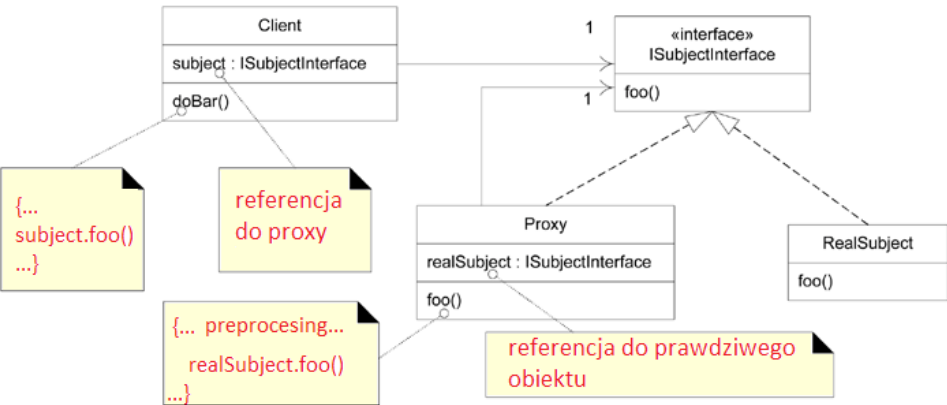 Client
subject : ISubjectInterface
doBar()
1
1
«interface»
ISubjectInterface
foo()
{...
subject.foo()
...}
referencja
do proxy
Proxy
realSubject : ISubjectInterface
foo()
RealSubject
foo()
{... preprocesing...
realSubject.foo()
...}
referencja do prawdziwego
obiektu